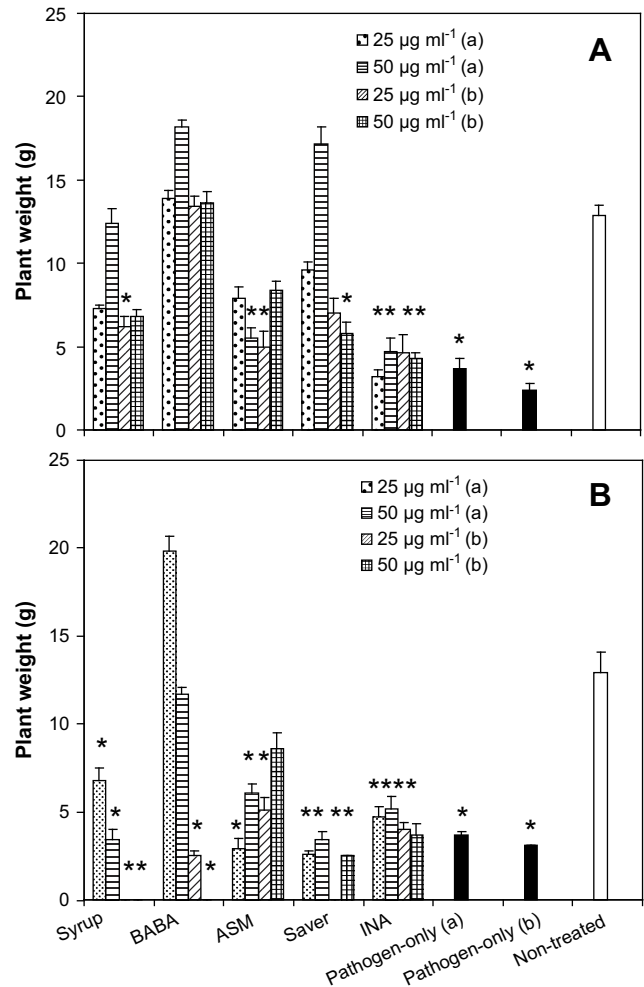 25
A
25 µg ml-1 (a)
50 µg ml-1 (a)
25 µg ml-1 (b)
50 µg ml-1 (b)
20
15
10
5
0
Plant weight (g)
*
**
*
** **
*
*
25
B
25 µg ml-1 (a)
50 µg ml-1 (a)
25 µg ml-1 (b)
50 µg ml-1 (b)
20
15
10
5
0
Plant weight (g)
*
*
**
*
*
*
**
** **
****
*
*
Syrup
BABA
ASM
Saver
INA
Pathogen-only (a)
Pathogen-only (b)
Non-treated